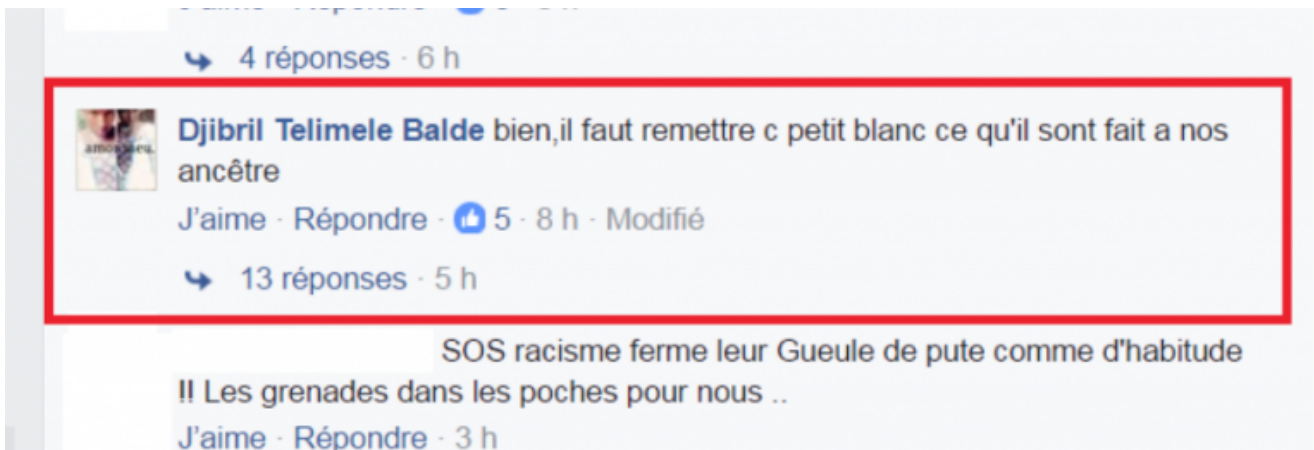 4 réponses · 6 h
Djibril Telimele Balde bien,il faut remettre c petit blanc ce qu'il sont fait a nos
ancêtre
J'aime · Répondre · 5 · 8 h · Modifié
13 réponses · 5 h
SOS racisme ferme leur Gueule de pute comme d'habitude
!! Les grenades dans les poches pour nous ..
J'aime · Répondre · 3 h